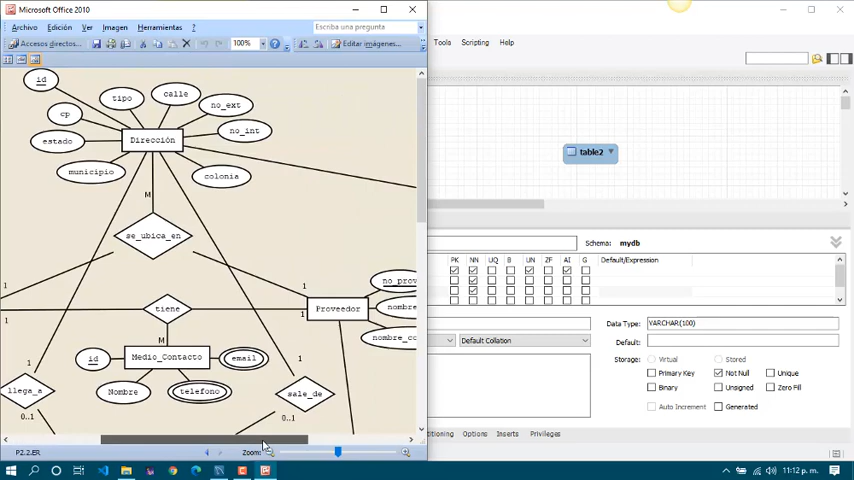 Microsoft Office 2010
Archivo Edición Ver Imagen Herramientas ?
Escriba una pregunta
Accesos directos...
100%
Editar imágenes...
Tools Scripting Help
id
tipo
calle
cp
no_ext
estado
Dirección
no_int
municipio
colonia
M
se_ubica_en
1
1
tiene
1
1
Proveedor
no_prov
nombre
nombre_co
M
id
Medio_Contacto
email
Nombre
telefono
1
llega_a
0..1
1
sale_de
0..1
P2.2.ER
Zoom:
table2
Schema: mydb
PK NN UQ B UN ZF AI G Default/Expression
Data Type: VARCHAR(100)
Default Collation
Default:
Storage: Virtual Stored
Primary Key Not Null Unique
Binary Unsigned Zero Fill
Auto Increment Generated
titioning Options Inserts Privileges
11:12 p. m.